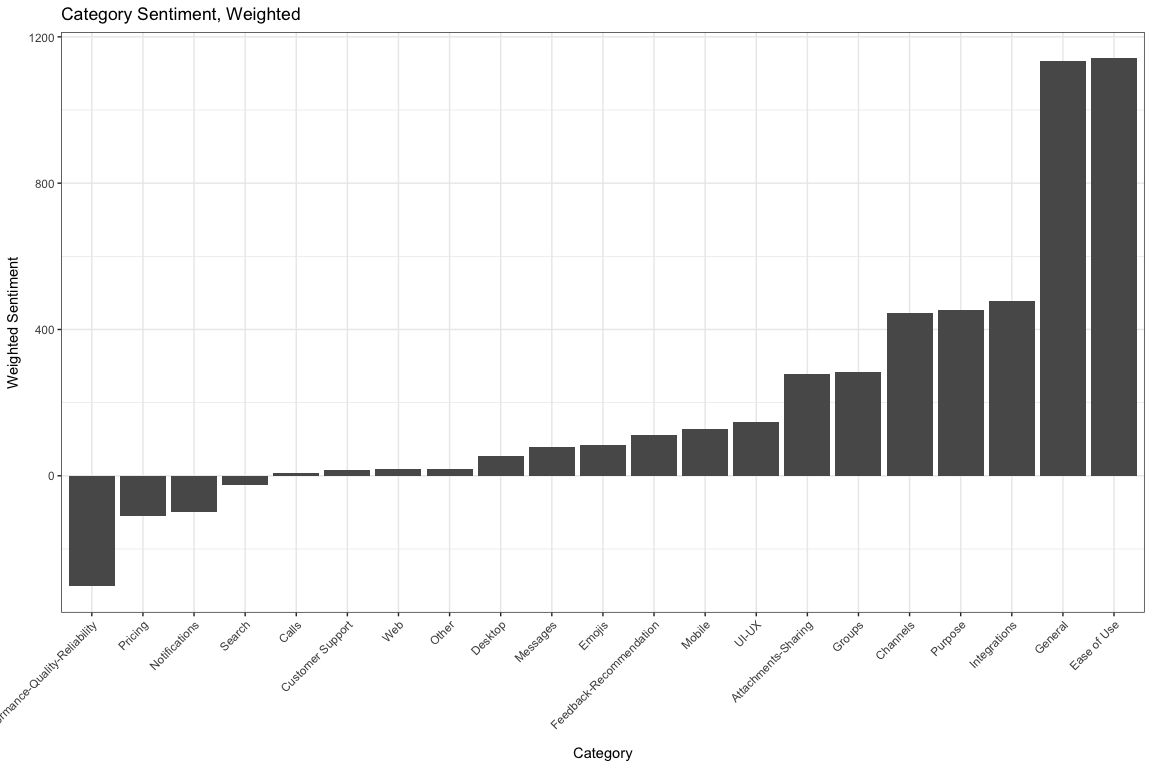 Category Sentiment, Weighted
1200
800
400
0
Weighted Sentiment
rmance-Quality-Reliability
Pricing
Notifications
Search
Calls
Customer Support
Web
Other
Desktop
Messages
Emojis
Feedback-Recommendation
Mobile
UI-UX
Attachments-Sharing
Groups
Channels
Purpose
Integrations
General
Ease of Use
Category